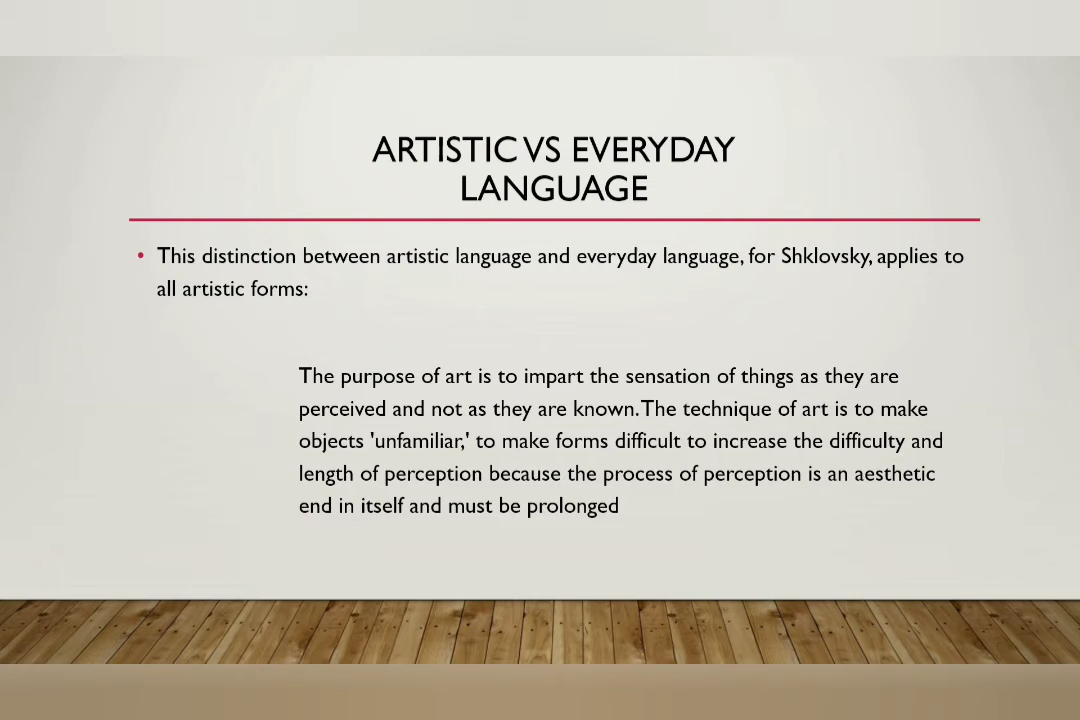 ARTISTIC VS EVERYDAY
LANGUAGE
• This distinction between artistic language and everyday language, for Shklovsky, applies to
all artistic forms:
The purpose of art is to impart the sensation of things as they are
perceived and not as they are known. The technique of art is to make
objects 'unfamiliar,' to make forms difficult to increase the difficulty and
length of perception because the process of perception is an aesthetic
end in itself and must be prolonged